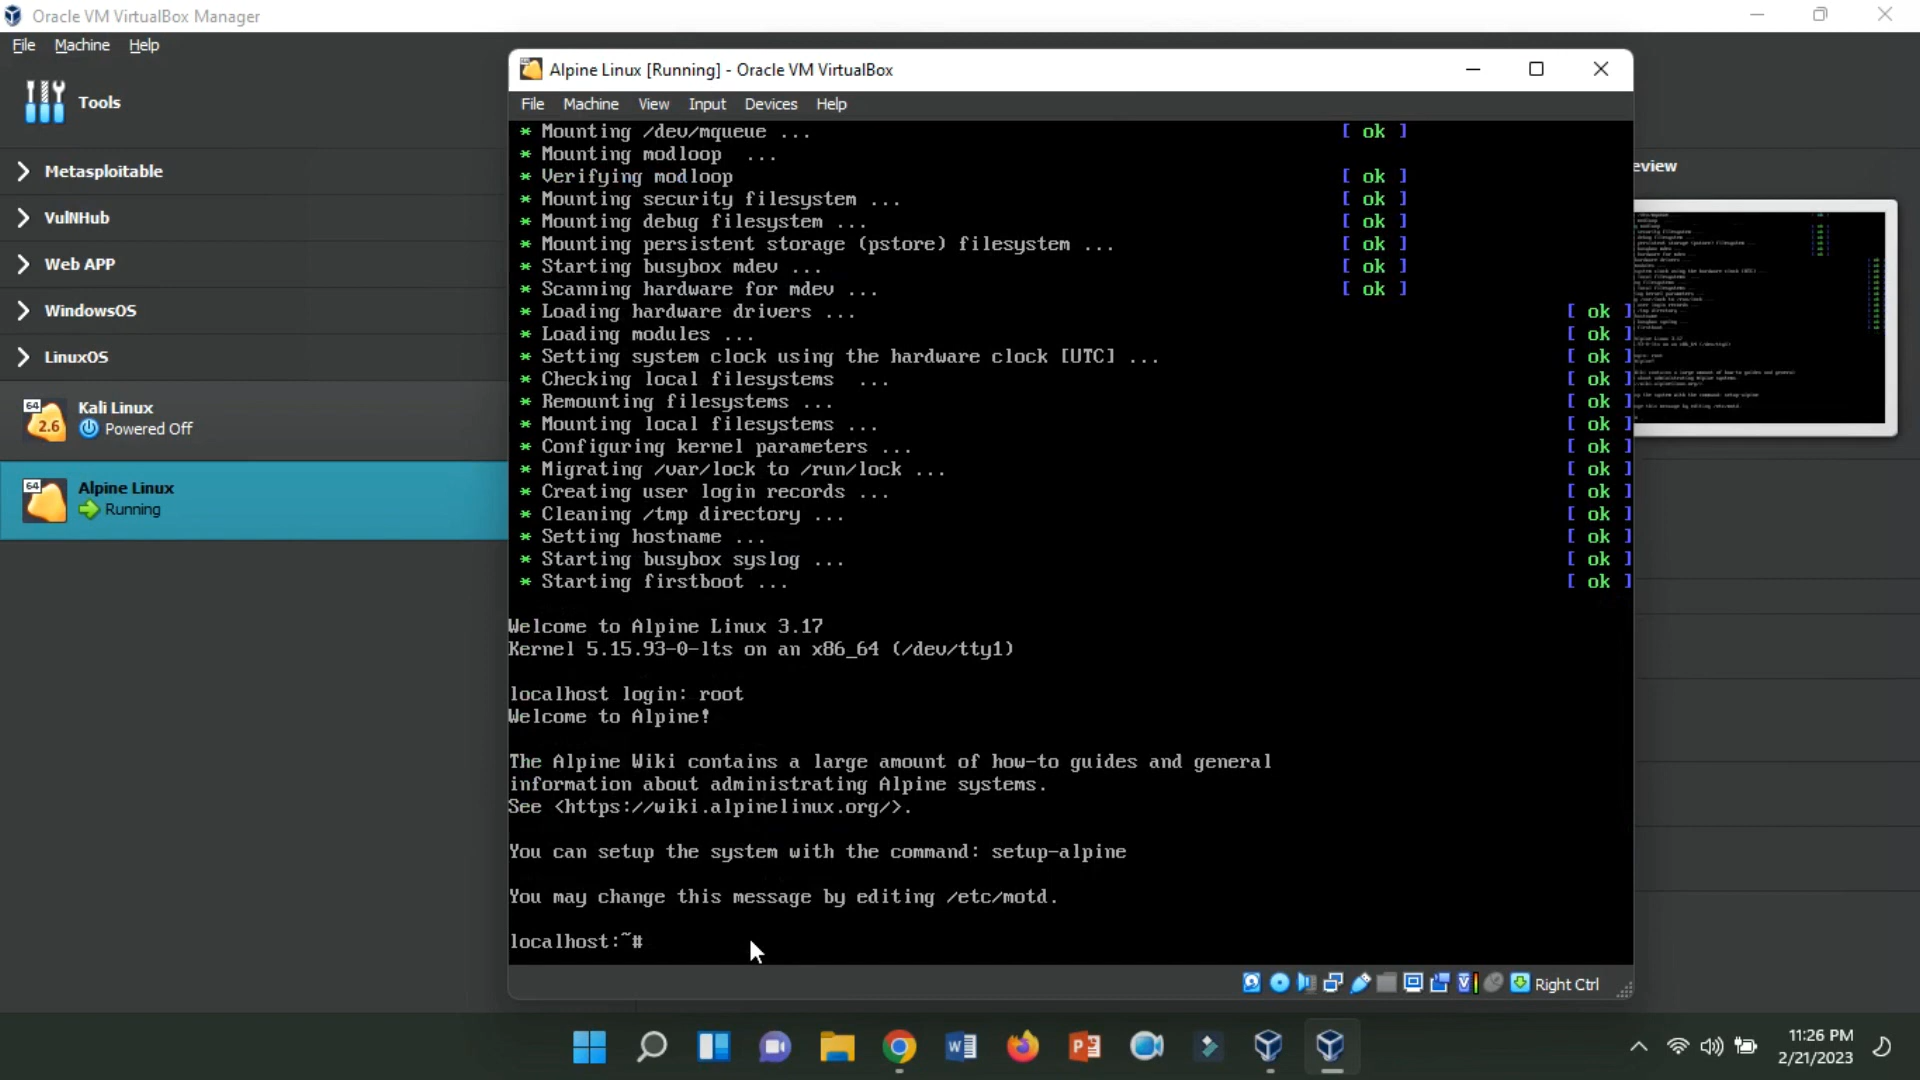 Oracle VM VirtualBox Manager
File Machine Help
Tools
Metasploitable
VulNHub
Web APP
WindowsOS
LinuxOS
64
2.6
Kali Linux
Powered Off
64
Alpine Linux
Running
Alpine Linux [Running] - Oracle VM VirtualBox
File Machine View Input Devices Help
* Mounting /dev/mqueue ... [ ok ]
* Mounting modloop ...
* Verifying modloop [ ok ]
* Mounting security filesystem ... [ ok ]
* Mounting debug filesystem ... [ ok ]
* Mounting persistent storage (pstore) filesystem ... [ ok ]
* Starting busybox mdev ... [ ok ]
* Scanning hardware for mdev ... [ ok ]
* Loading hardware drivers ... [ ok ]
* Loading modules ... [ ok ]
* Setting system clock using the hardware clock [UTC] ... [ ok ]
* Checking local filesystems ... [ ok ]
* Remounting filesystems ... [ ok ]
* Mounting local filesystems ... [ ok ]
* Configuring kernel parameters ... [ ok ]
* Migrating /var/lock to /run/lock ... [ ok ]
* Creating user login records ... [ ok ]
* Cleaning /tmp directory ... [ ok ]
* Setting hostname ... [ ok ]
* Starting busybox syslog ... [ ok ]
* Starting firstboot ... [ ok ]
Welcome to Alpine Linux 3.17
Kernel 5.15.93-0-lts on an x86_64 (/dev/tty1)
localhost login: root
Welcome to Alpine!
The Alpine Wiki contains a large amount of how-to guides and general
information about administrating Alpine systems.
See <https://wiki.alpinelinux.org/>.
You can setup the system with the command: setup-alpine
You may change this message by editing /etc/motd.
localhost:~#
Right Ctrl
eview
11:26 PM
2/21/2023